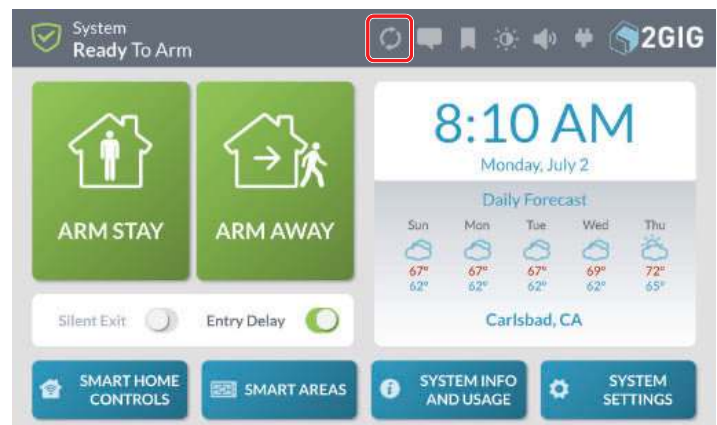 System
Ready To Arm
2GIG
ARM STAY
ARM AWAY
Silent Exit
Entry Delay
8:10 AM
Monday, July 2
Daily Forecast
Sun Mon Tue Wed Thu
67° 67° 67° 69° 72°
62° 62° 62° 62° 65°
Carlsbad, CA
SMART HOME
CONTROLS
SMART AREAS
SYSTEM INFO
AND USAGE
SYSTEM
SETTINGS